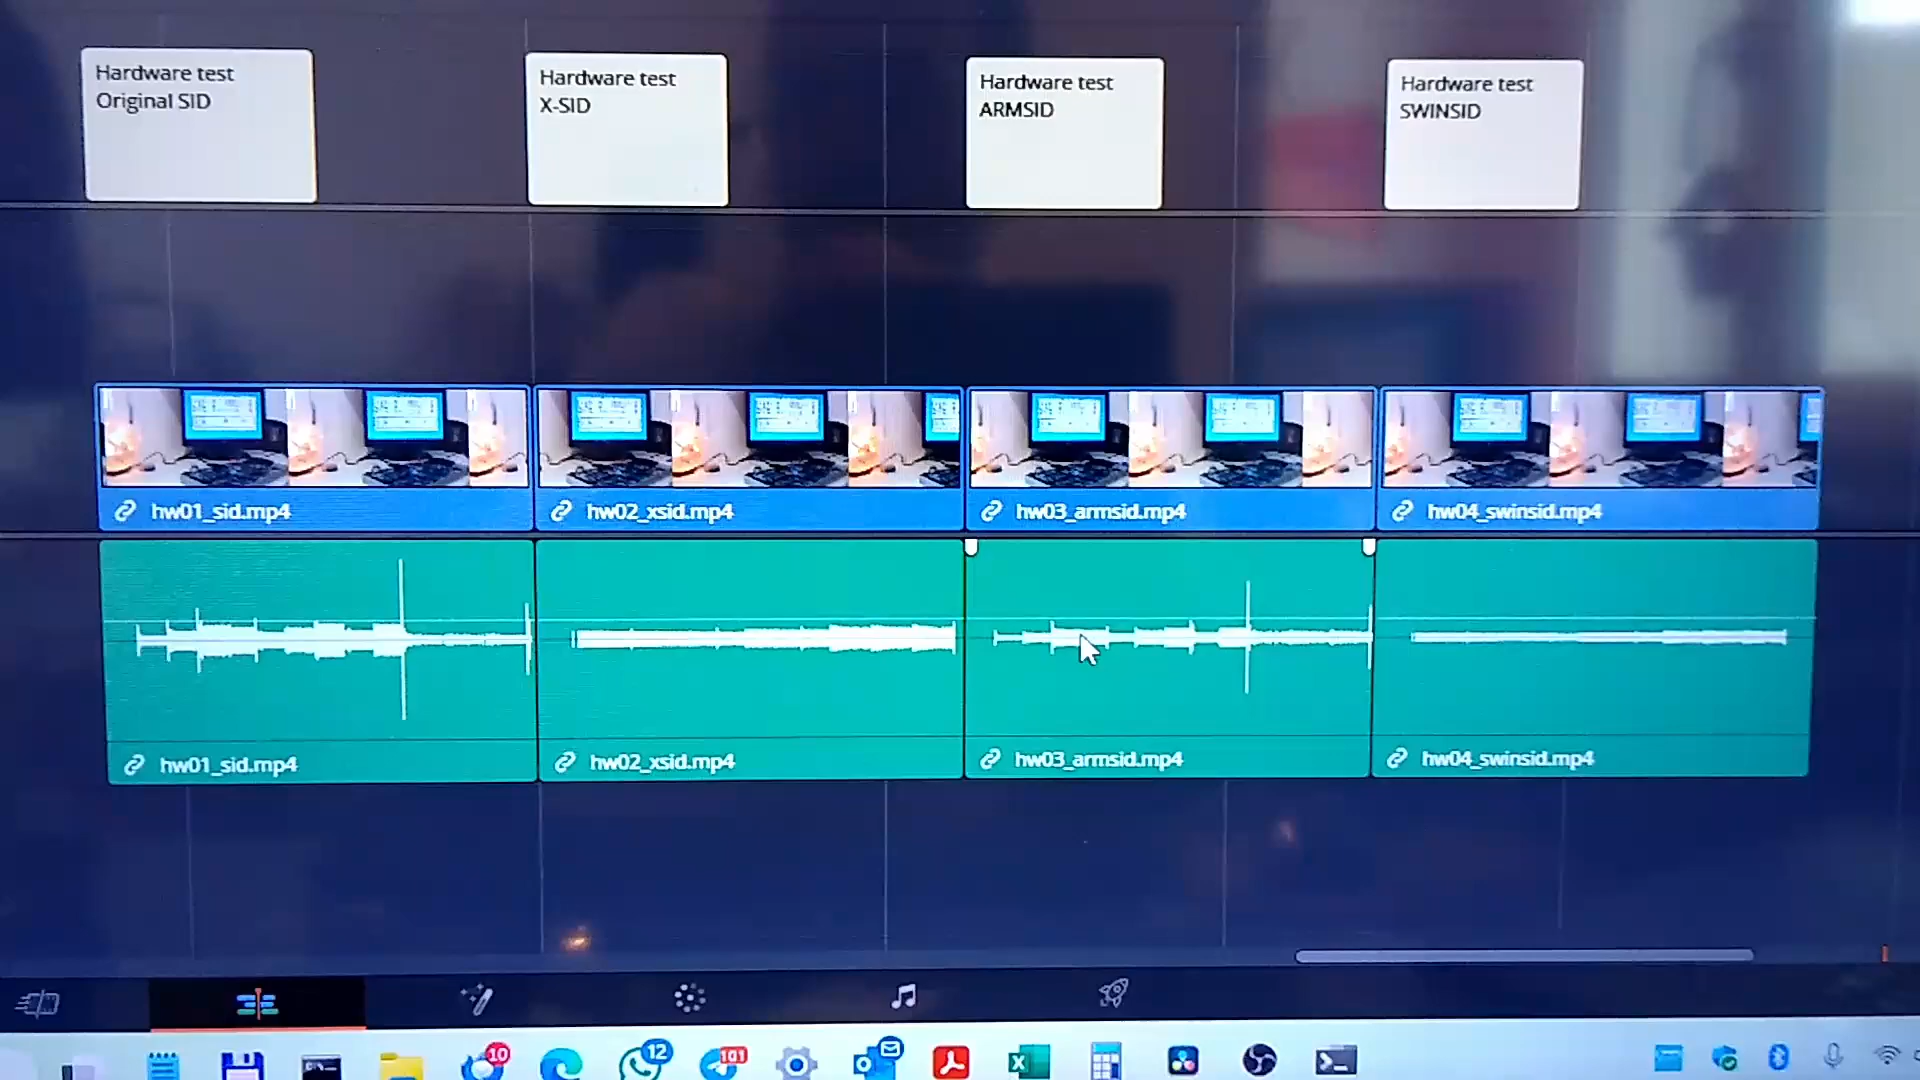 Hardware test
Original SID
Hardware test
X-SID
Hardware test
ARMSID
Hardware test
SWINSID
hw01_sid.mp4
hw02_xsid.mp4
hw03_armsid.mp4
hw04_swinsid.mp4
hw01_sid.mp4
hw02_xsid.mp4
hw03_armsid.mp4
hw04_swinsid.mp4
10
12
101